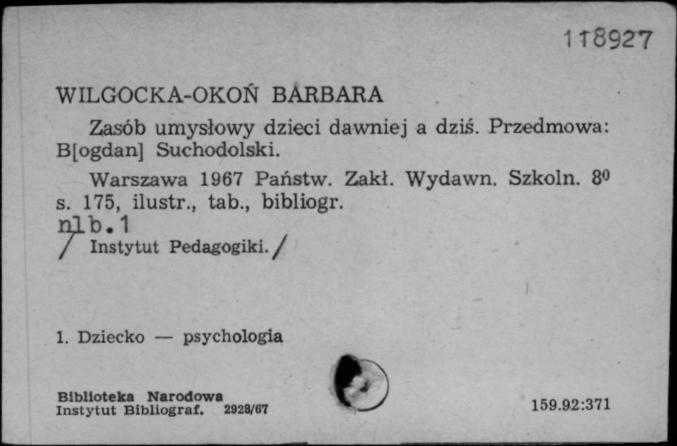 118927
WILGOCKA-OKOŃ BARBARA
Zasób umysłowy dzieci dawniej a dziś. Przedmowa:
B[ogdan] Suchodolski.
Warszawa 1967 Państw. Zakł. Wydawn. Szkoln. 8⁰
s. 175, ilustr., tab., bibliogr.
nlb.1
/ Instytut Pedagogiki./
1. Dziecko — psychologia
Biblioteka Narodowa
Instytut Bibliograf. 2928/67
159.92:371